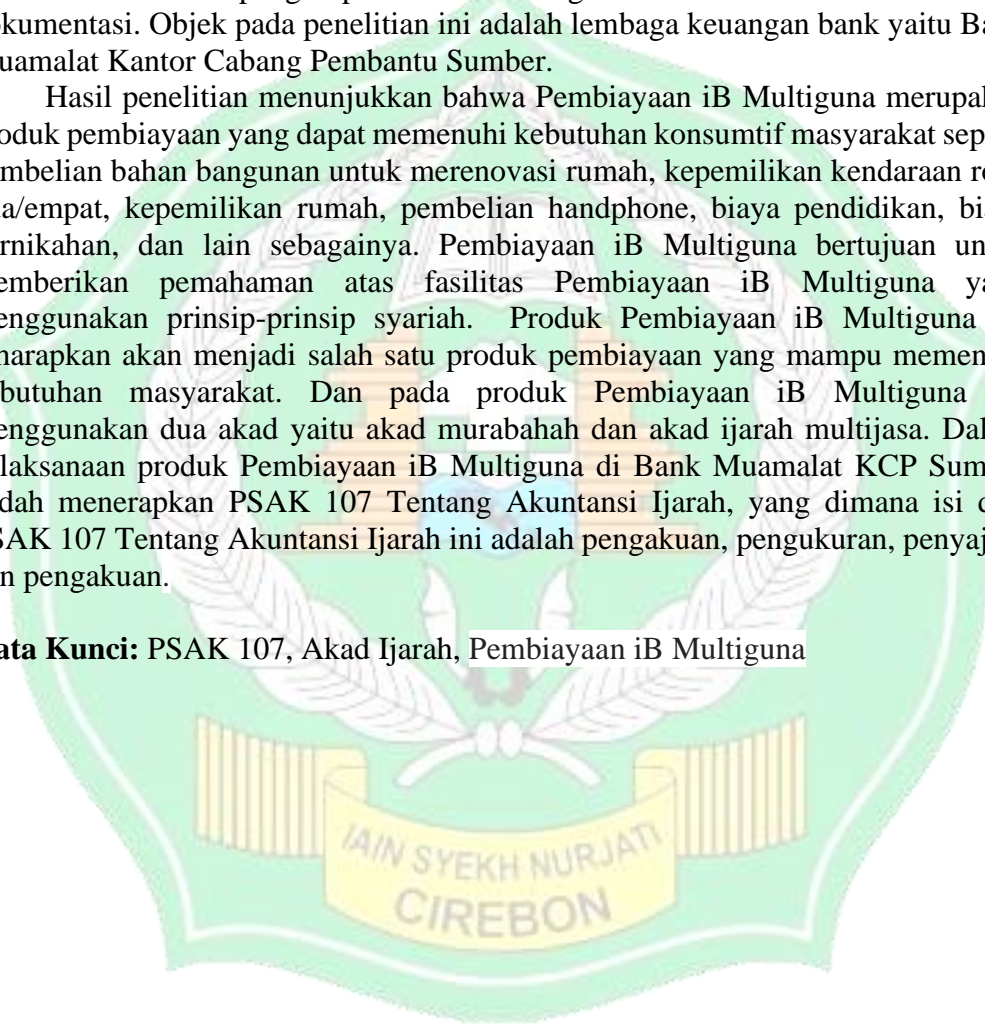 okumentasi. Objek pada penelitian ini adalah lembaga keuangan bank yaitu Ba
uamalat Kantor Cabang Pembantu Sumber.
Hasil penelitian menunjukkan bahwa Pembiayaan iB Multiguna merupak
oduk pembiayaan yang dapat memenuhi kebutuhan konsumtif masyarakat sep
mbelian bahan bangunan untuk merenovasi rumah, kepemilikan kendaraan ro
a/empat, kepemilikan rumah, pembelian handphone, biaya pendidikan, bia
rnikahan, dan lain sebagainya. Pembiayaan iB Multiguna bertujuan un
emberikan pemahaman atas fasilitas Pembiayaan iB Multiguna ya
enggunakan prinsip-prinsip syariah. Produk Pembiayaan iB Multiguna
harapkan akan menjadi salah satu produk pembiayaan yang mampu memen
butuhan masyarakat. Dan pada produk Pembiayaan iB Multiguna
enggunakan dua akad yaitu akad murabahah dan akad ijarah multijasa. Dal
laksanaan produk Pembiayaan iB Multiguna di Bank Muamalat KCP Sum
dah menerapkan PSAK 107 Tentang Akuntansi Ijarah, yang dimana isi d
SAK 107 Tentang Akuntansi Ijarah ini adalah pengakuan, pengukuran, penyaj
n pengakuan.
ata Kunci: PSAK 107, Akad Ijarah, Pembiayaan iB Multiguna
IAIN SYEKH NURJATI
CIREBON